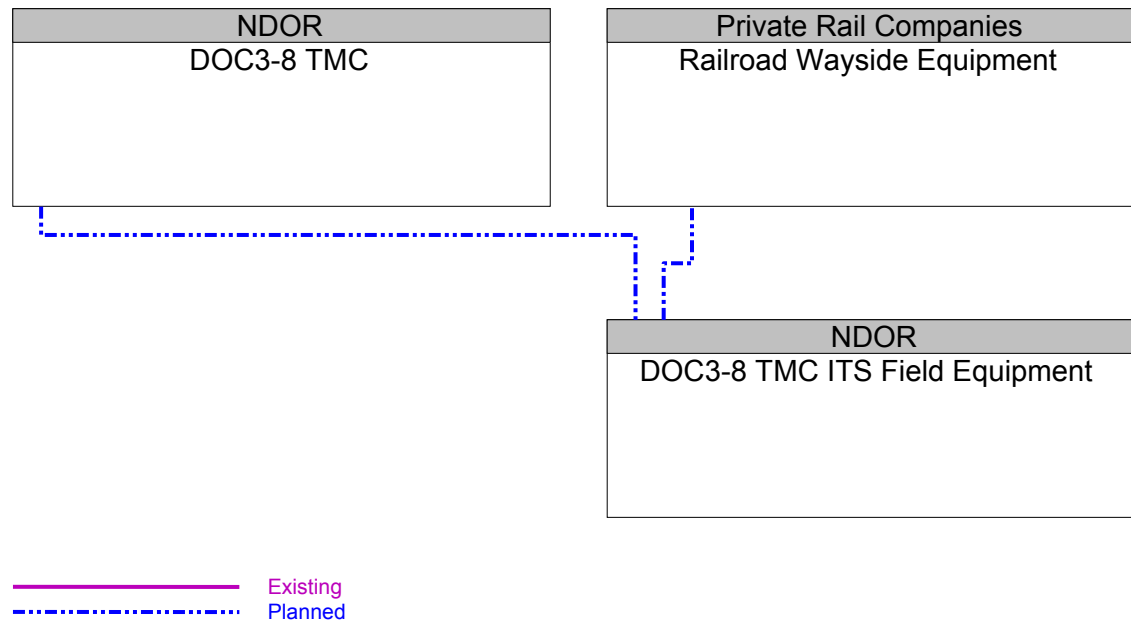 NDOR
DOC3-8 TMC
Private Rail Companies
Railroad Wayside Equipment
NDOR
DOC3-8 TMC ITS Field Equipment
Existing
Planned